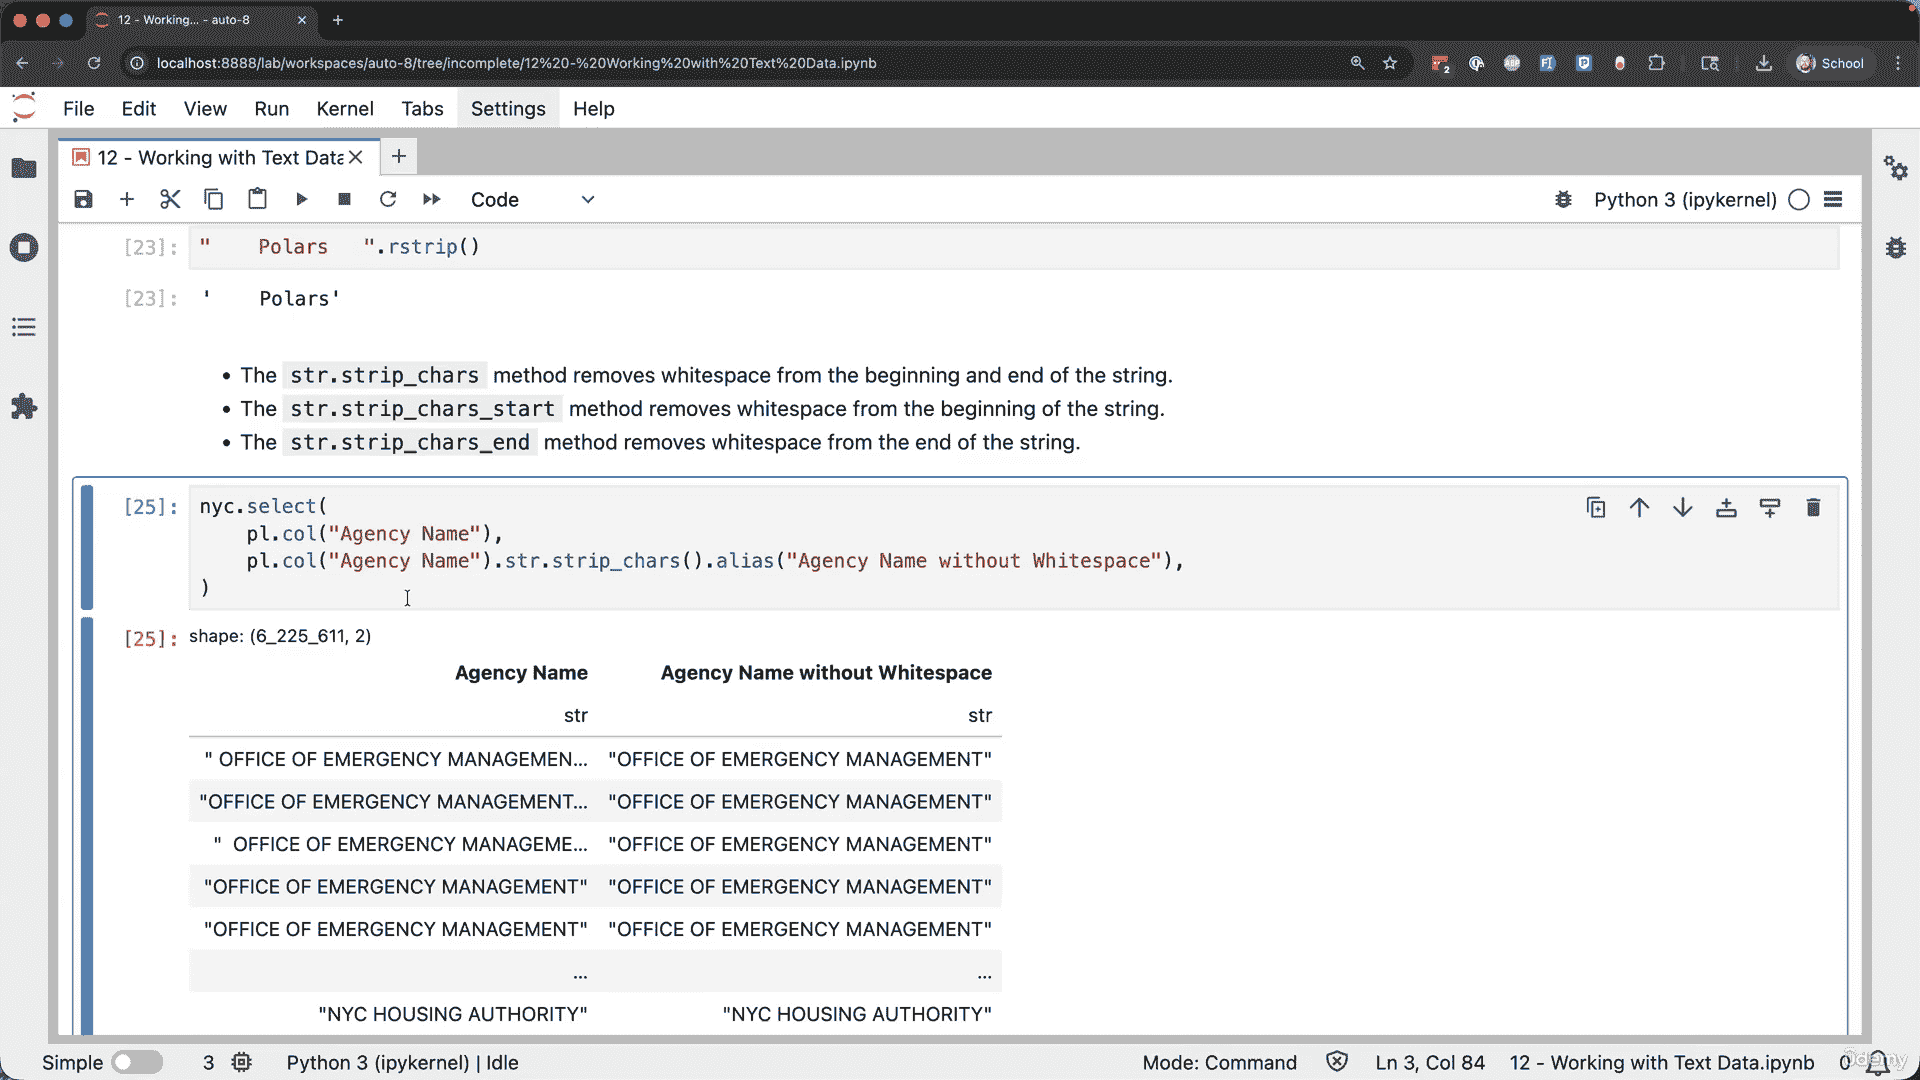 12 - Working... - auto-8
localhost:8888/lab/workspaces/auto-8/tree/incomplete/12%20-%20Working%20with%20Text%20Data.ipynb
2
School
File Edit View Run Kernel Tabs Settings Help
12 - Working with Text Data
Code
Python 3 (ipykernel)
[23]: "    Polars   ".rstrip()
[23]: '    Polars'
• The str.strip_chars method removes whitespace from the beginning and end of the string.
• The str.strip_chars_start method removes whitespace from the beginning of the string.
• The str.strip_chars_end method removes whitespace from the end of the string.
[25]: nyc.select(
pl.col("Agency Name"),
pl.col("Agency Name").str.strip_chars().alias("Agency Name without Whitespace"),
)
[25]: shape: (6_225_611, 2)
Agency Name Agency Name without Whitespace
str str
" OFFICE OF EMERGENCY MANAGEMEN... "OFFICE OF EMERGENCY MANAGEMENT"
"OFFICE OF EMERGENCY MANAGEMENT... "OFFICE OF EMERGENCY MANAGEMENT"
"  OFFICE OF EMERGENCY MANAGEME... "OFFICE OF EMERGENCY MANAGEMENT"
"OFFICE OF EMERGENCY MANAGEMENT" "OFFICE OF EMERGENCY MANAGEMENT"
"OFFICE OF EMERGENCY MANAGEMENT" "OFFICE OF EMERGENCY MANAGEMENT"
... ...
"NYC HOUSING AUTHORITY" "NYC HOUSING AUTHORITY"
Simple 3 Python 3 (ipykernel) | Idle Mode: Command Ln 3, Col 84 12 - Working with Text Data.ipynb 0
udemy